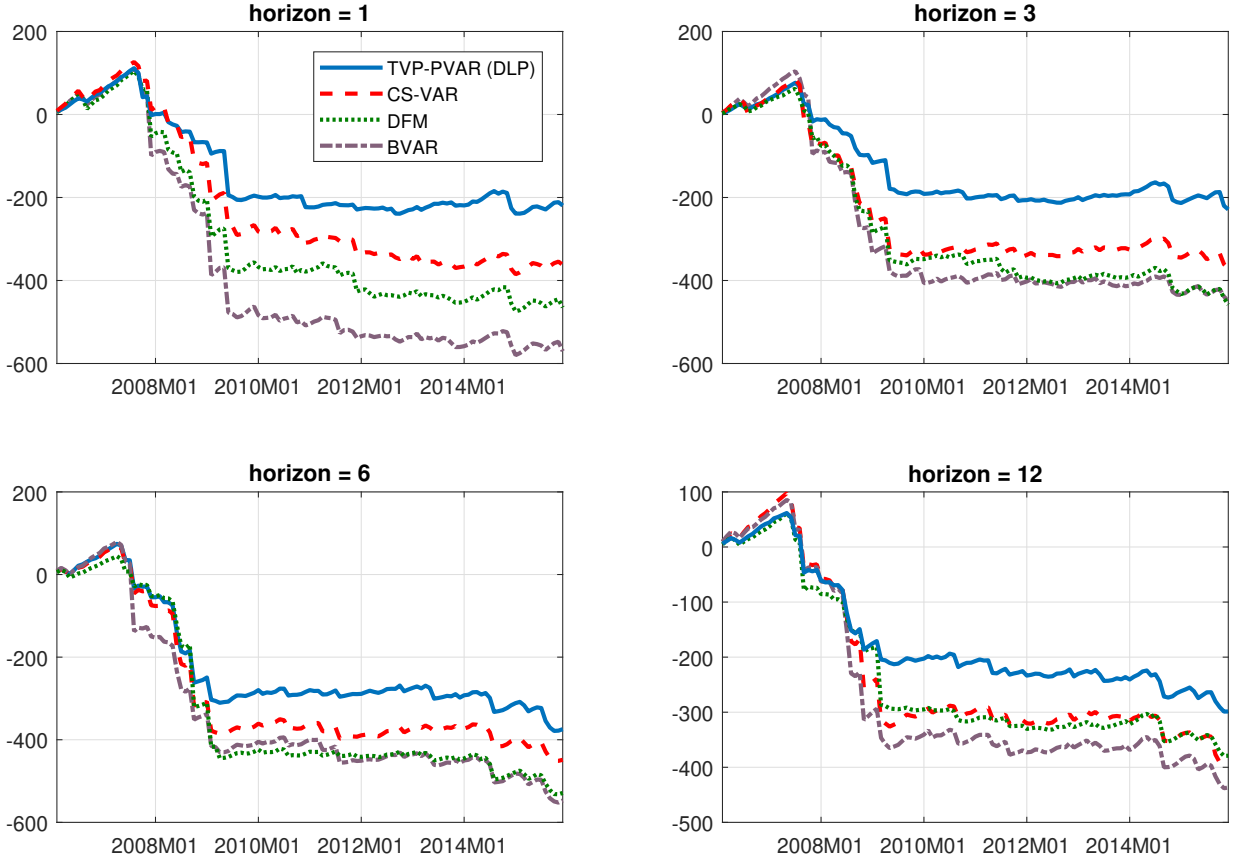 horizon = 1
200
0
-200
-400
-600
2008M01 2010M01 2012M01 2014M01
TVP-PVAR (DLP)
CS-VAR
DFM
BVAR
horizon = 3
200
0
-200
-400
-600
2008M01 2010M01 2012M01 2014M01
horizon = 6
200
0
-200
-400
-600
2008M01 2010M01 2012M01 2014M01
horizon = 12
100
0
-100
-200
-300
-400
-500
2008M01 2010M01 2012M01 2014M01